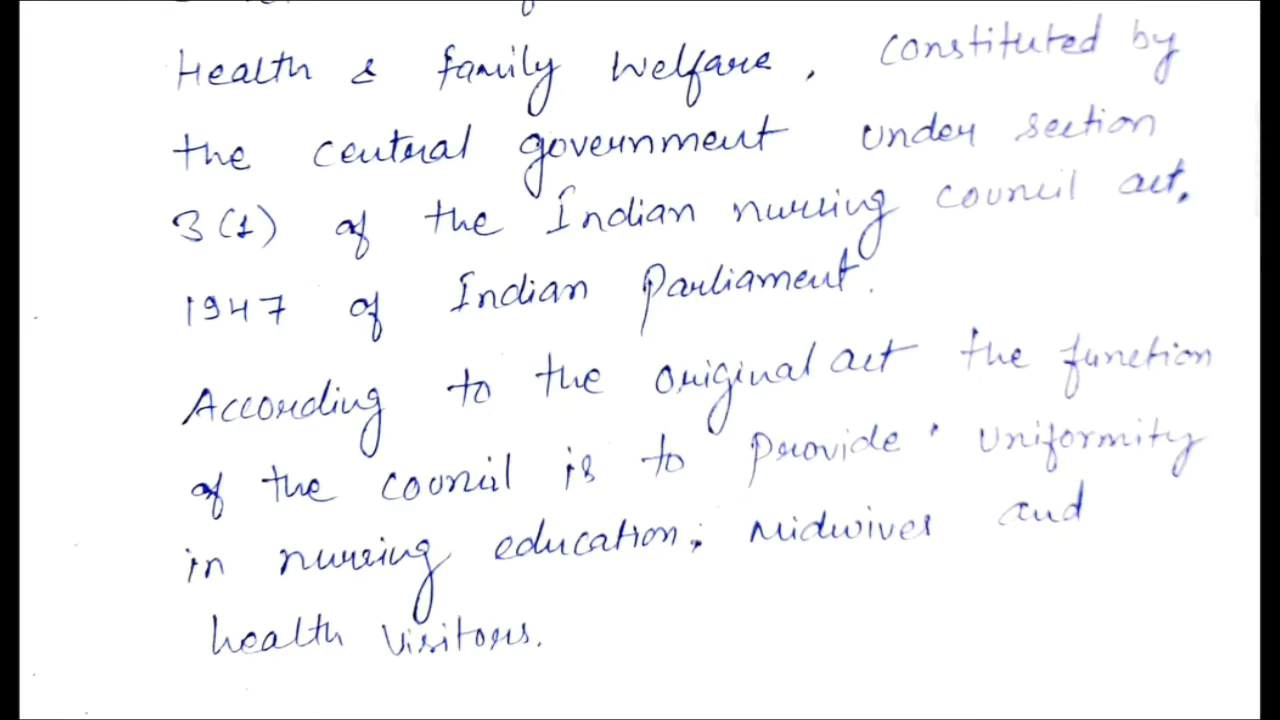 Health & family Welfare, constituted by
the central government under section
3(1) of the Indian nursing council act,
1947 of Indian Parliament.
According to the original act the function
of the council is to provide uniformity
in nursing education, midwives and
health visitors.